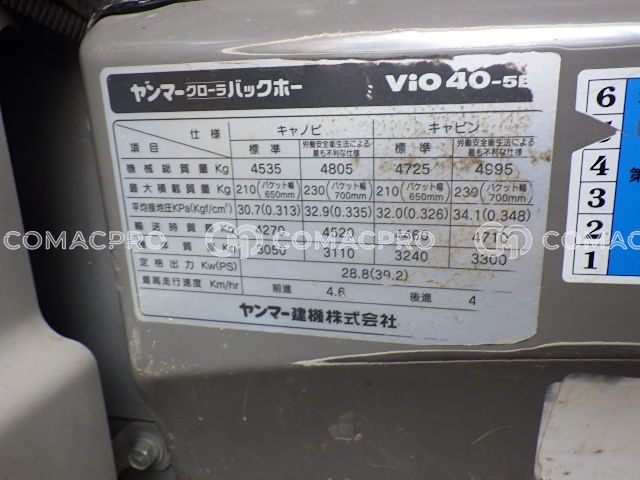 ヤンマークローラバックホー ViO40-5B
仕様 キャノピ キャビン
項目 標準 労働安全衛生法による最も不利な仕様 標準 労働安全衛生法による最も不利な仕様
機械総質量 Kg 4535 4805 4725 4995
最大積載質量 Kg 210(バケット幅650mm) 230(バケット幅700mm) 210(バケット幅650mm) 230(バケット幅700mm)
平均接地圧KPa(Kgf/cm²) 30.7(0.313) 32.9(0.335) 32.0(0.326) 34.1(0.348)
輸送時質量 Kg 4270 4520 4710
質量 3050 3110 3240 3300
定格出力 Kw(PS) 28.8(39.2)
最高走行速度 Km/hr 前進 4.6 後進 4
ヤンマー建機株式会社
6
5
4
3
2
1
第
COMACPRO COMACPRO COMACPRO